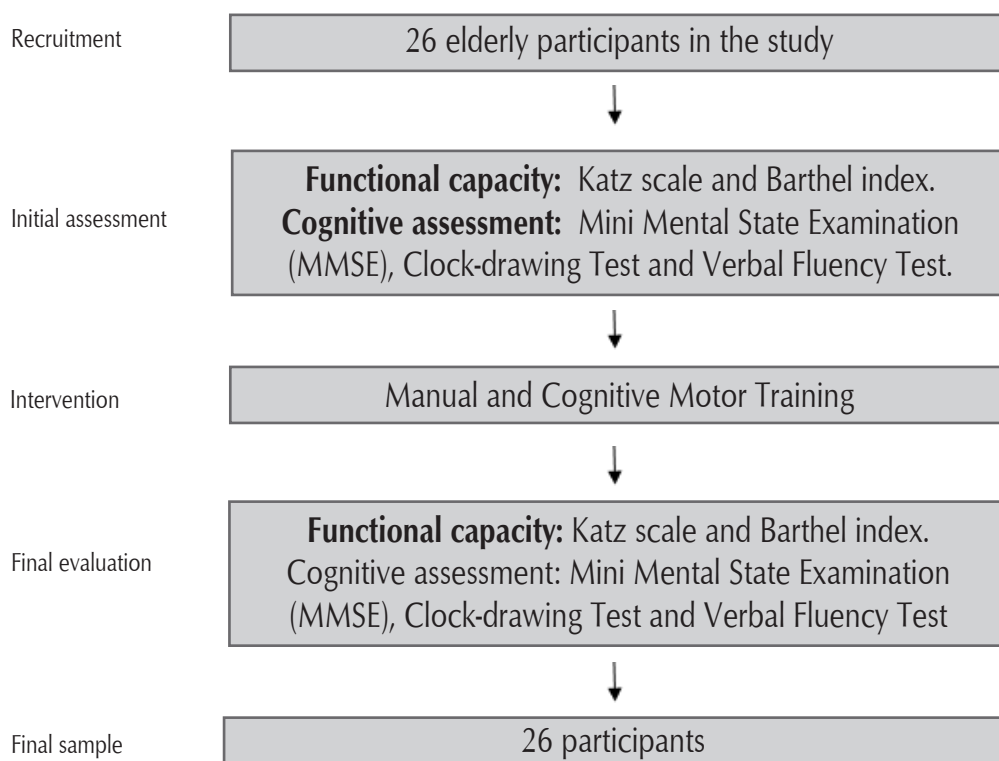 Recruitment
26 elderly participants in the study
Initial assessment
Functional capacity: Katz scale and Barthel index.
Cognitive assessment: Mini Mental State Examination
(MMSE), Clock-drawing Test and Verbal Fluency Test.
Intervention
Manual and Cognitive Motor Training
Final evaluation
Functional capacity: Katz scale and Barthel index.
Cognitive assessment: Mini Mental State Examination
(MMSE), Clock-drawing Test and Verbal Fluency Test
Final sample
26 participants